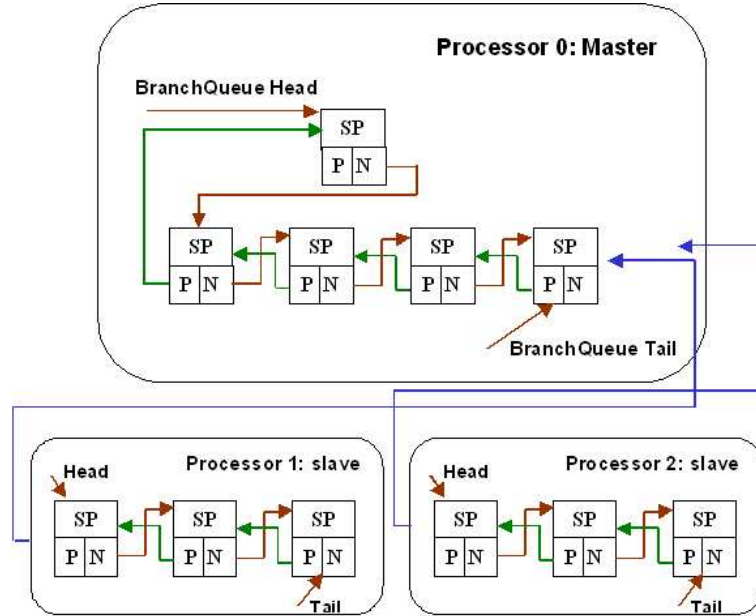 Processor 0: Master
BranchQueue Head
SP
P N
SP SP SP SP
P N P N P N P N
BranchQueue Tail
Processor 1: slave
Head
SP SP SP
P N P N P N
Tail
Processor 2: slave
Head
SP SP SP
P N P N P N
Tail